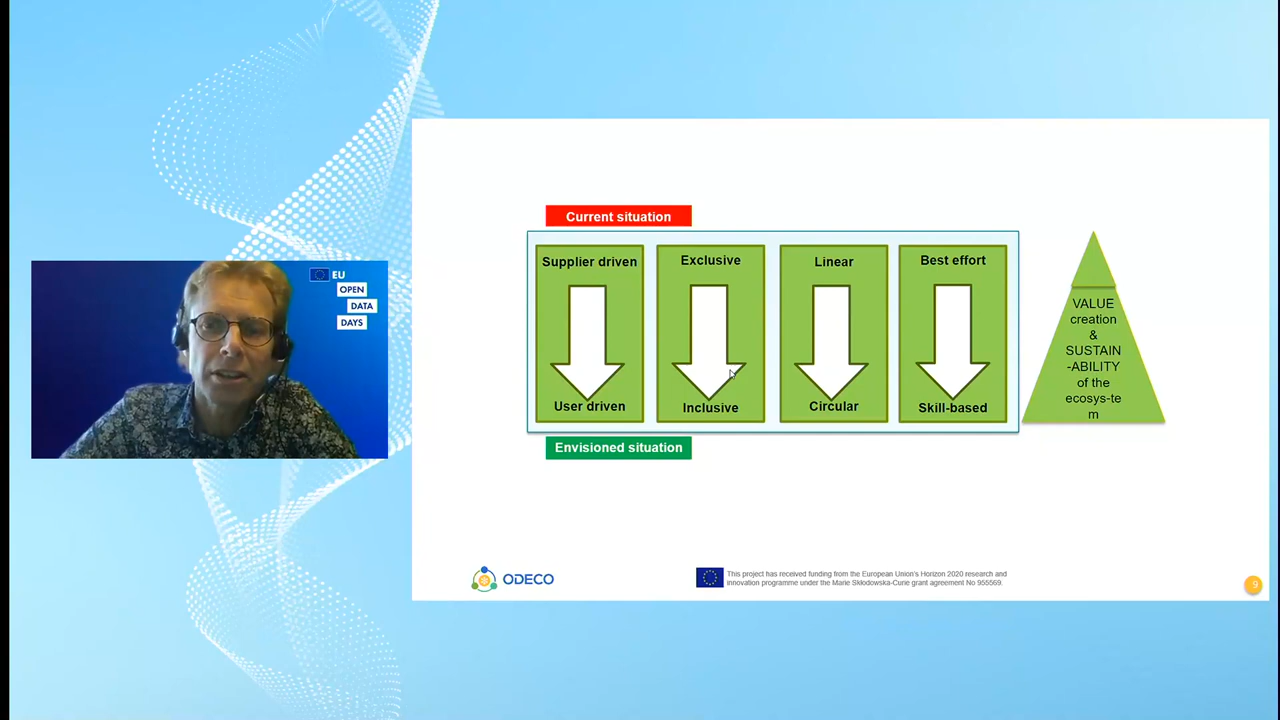 EU
OPEN
DATA
DAYS
Current situation
Supplier driven
Exclusive
Linear
Best effort
User driven
Inclusive
Circular
Skill-based
Envisioned situation
VALUE
creation
&
SUSTAIN
-ABILITY
of the
ecosys-te
m
ODECO
This project has received funding from the European Union's Horizon 2020 research and
innovation programme under the Marie Skłodowska-Curie grant agreement No 955569.
9